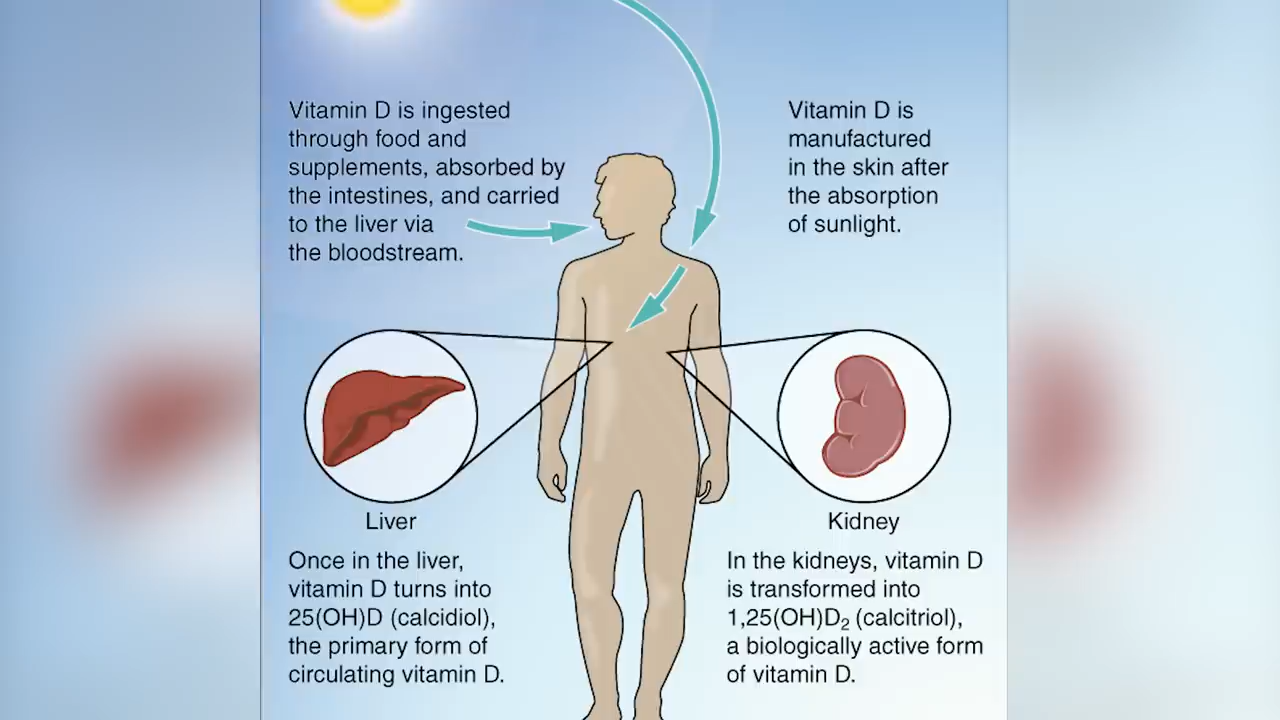 Vitamin D is ingested
through food and
supplements, absorbed by
the intestines, and carried
to the liver via
the bloodstream.
Vitamin D is
manufactured
in the skin after
the absorption
of sunlight.
Liver
Once in the liver,
vitamin D turns into
25(OH)D (calcidiol),
the primary form of
circulating vitamin D.
Kidney
In the kidneys, vitamin D
is transformed into
1,25(OH)D₂ (calcitriol),
a biologically active form
of vitamin D.